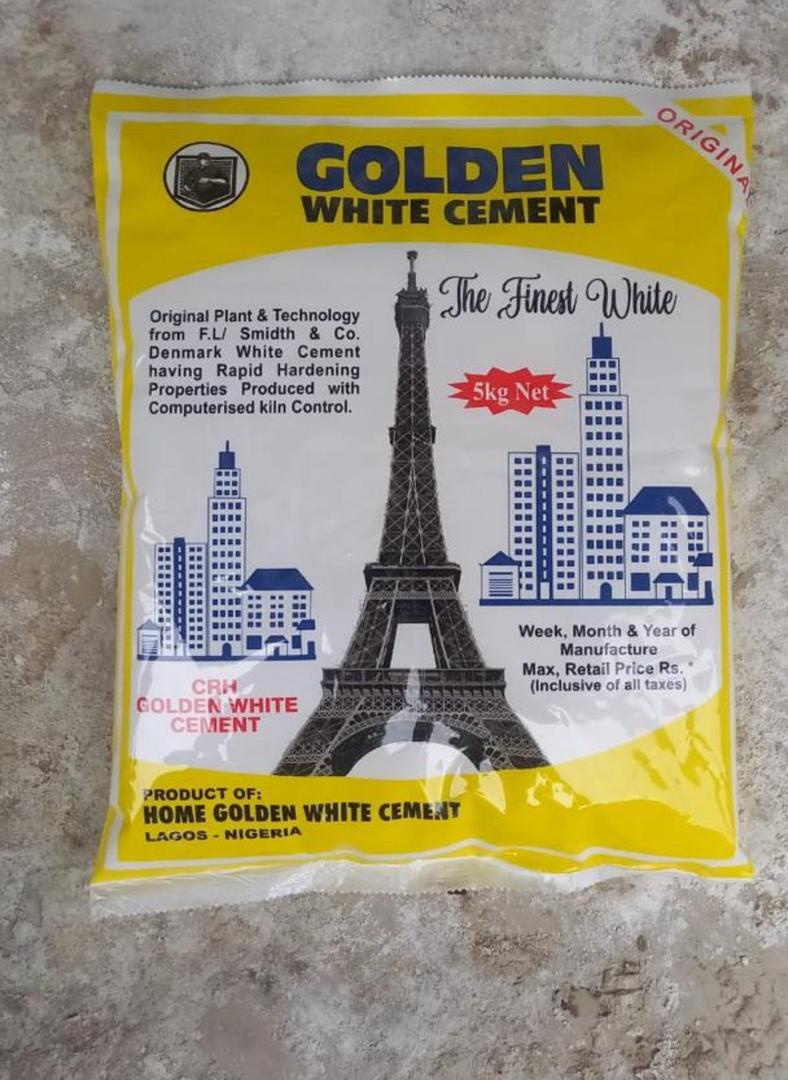 ORIGINA
GOLDEN
WHITE CEMENT
The Finest White
Original Plant & Technology
from F.L/ Smidth & Co.
Denmark White Cement
having Rapid Hardening
Properties Produced with
Computerised kiln Control.
5kg Net
Week, Month & Year of
Manufacture
Max, Retail Price Rs. *
(Inclusive of all taxes)
CRH
GOLDEN WHITE
CEMENT
PRODUCT OF:
HOME GOLDEN WHITE CEMENT
LAGOS - NIGERIA